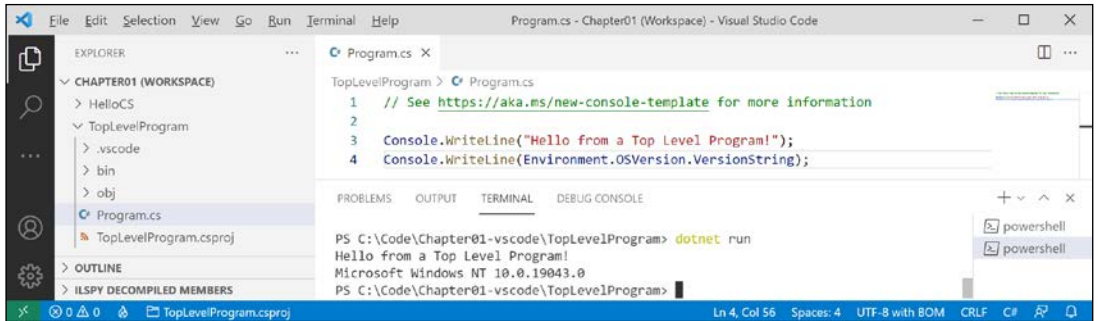 File Edit Selection View Go Run Terminal Help
Program.cs - Chapter01 (Workspace) - Visual Studio Code
EXPLORER
CHAPTER01 (WORKSPACE)
HelloCS
TopLevelProgram
.vscode
bin
obj
Program.cs
TopLevelProgram.csproj
OUTLINE
ILSPY DECOMPILED MEMBERS
Program.cs
TopLevelProgram > Program.cs
1 // See https://aka.ms/new-console-template for more information
2
3 Console.WriteLine("Hello from a Top Level Program!");
4 Console.WriteLine(Environment.OSVersion.VersionString);
PROBLEMS OUTPUT TERMINAL DEBUG CONSOLE
PS C:\Code\Chapter01-vscode\TopLevelProgram> dotnet run
Hello from a Top Level Program!
Microsoft Windows NT 10.0.19043.0
PS C:\Code\Chapter01-vscode\TopLevelProgram>
powershell
powershell
0 0 TopLevelProgram.csproj Ln 4, Col 56 Spaces: 4 UTF-8 with BOM CRLF C#